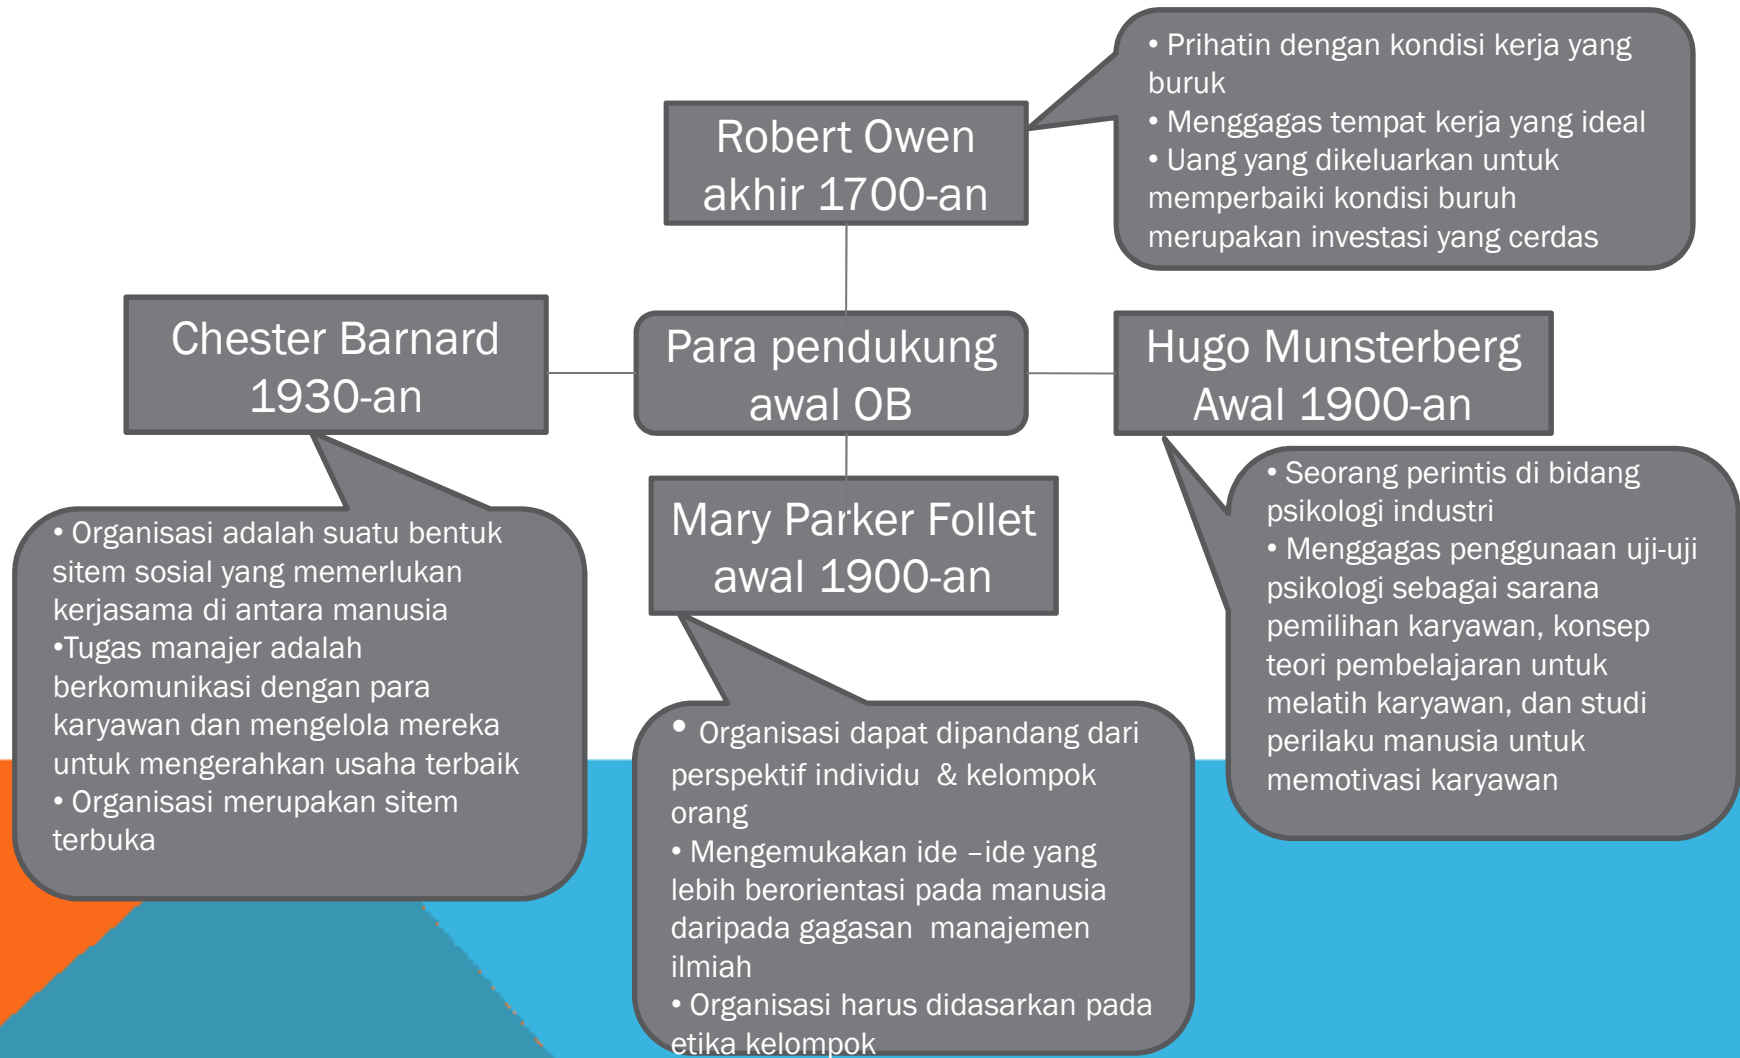 • Prihatin dengan kondisi kerja yang
buruk
• Menggagas tempat kerja yang ideal
• Uang yang dikeluarkan untuk
memperbaiki kondisi buruh
merupakan investasi yang cerdas
Robert Owen
akhir 1700-an
Chester Barnard
1930-an
Para pendukung
awal OB
Hugo Munsterberg
Awal 1900-an
Mary Parker Follet
awal 1900-an
• Organisasi adalah suatu bentuk
sitem sosial yang memerlukan
kerjasama di antara manusia
•Tugas manajer adalah
berkomunikasi dengan para
karyawan dan mengelola mereka
untuk mengerahkan usaha terbaik
• Organisasi merupakan sitem
terbuka
• Organisasi dapat dipandang dari
perspektif individu & kelompok
orang
• Mengemukakan ide –ide yang
lebih berorientasi pada manusia
daripada gagasan manajemen
ilmiah
• Organisasi harus didasarkan pada
etika kelompok
• Seorang perintis di bidang
psikologi industri
• Menggagas penggunaan uji-uji
psikologi sebagai sarana
pemilihan karyawan, konsep
teori pembelajaran untuk
melatih karyawan, dan studi
perilaku manusia untuk
memotivasi karyawan